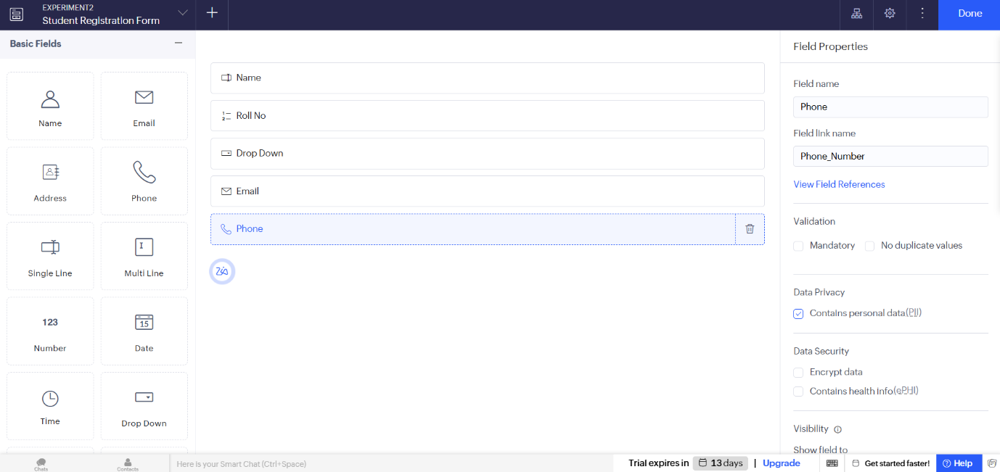 EXPERIMENT2
Student Registration Form
Done
Basic Fields
Name
Email
Address
Phone
Single Line
Multi Line
123
Number
15
Date
Time
Drop Down
Name
Roll No
Drop Down
Email
Phone
Zia
Field Properties
Field name
Phone
Field link name
Phone_Number
View Field References
Validation
Mandatory
No duplicate values
Data Privacy
Contains personal data(PII)
Data Security
Encrypt data
Contains health info(ePHI)
Visibility
Show field to
Chats
Contacts
Here is your Smart Chat (Ctrl+Space)
Trial expires in 13 days | Upgrade
Get started faster!
Help